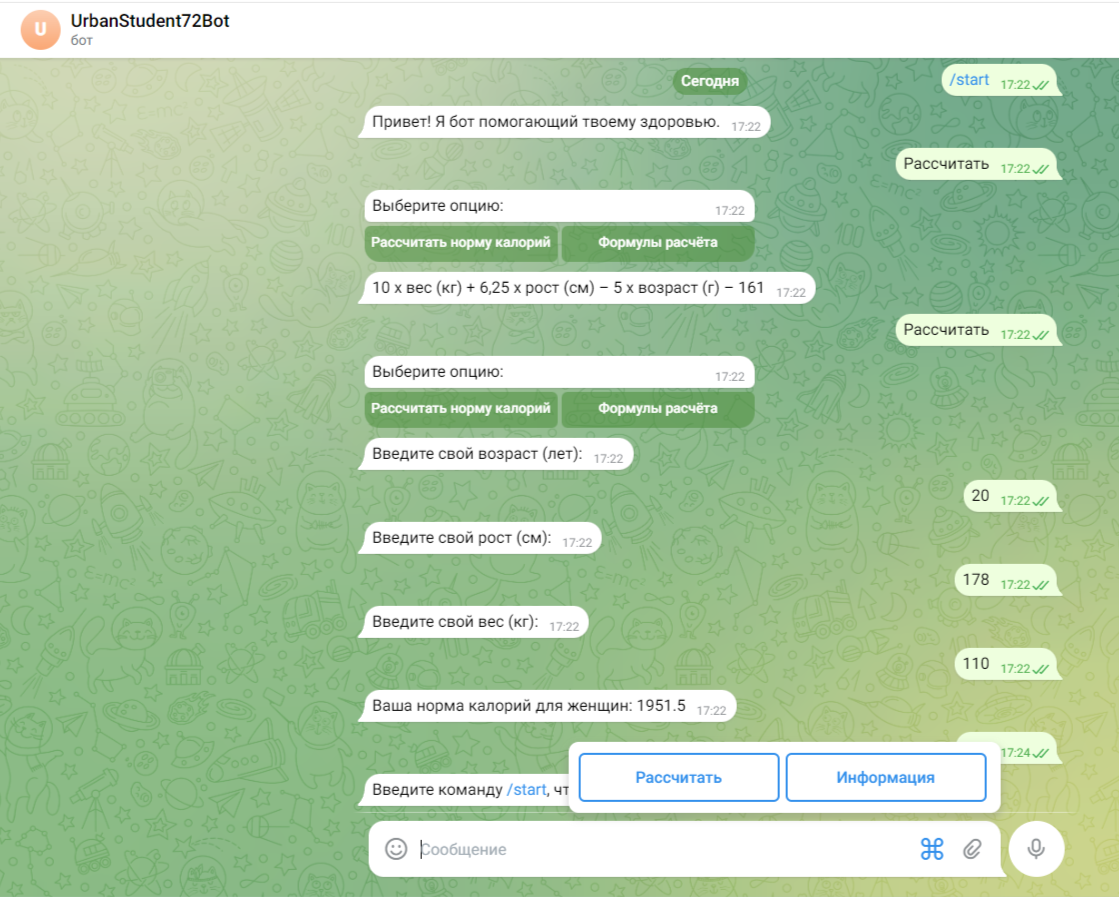 U
UrbanStudent72Bot
бот
Сегодня
/start 17:22
Привет! Я бот помогающий твоему здоровью. 17:22
Рассчитать 17:22
Выберите опцию: 17:22
Рассчитать норму калорий Формулы расчёта
10 x вес (кг) + 6,25 x рост (см) – 5 x возраст (г) – 161 17:22
Рассчитать 17:22
Выберите опцию: 17:22
Рассчитать норму калорий Формулы расчёта
Введите свой возраст (лет): 17:22
20 17:22
Введите свой рост (см): 17:22
178 17:22
Введите свой вес (кг): 17:22
110 17:22
Ваша норма калорий для женщин: 1951.5 17:22
17:24
Рассчитать Информация
Введите команду /start,
Сообщение